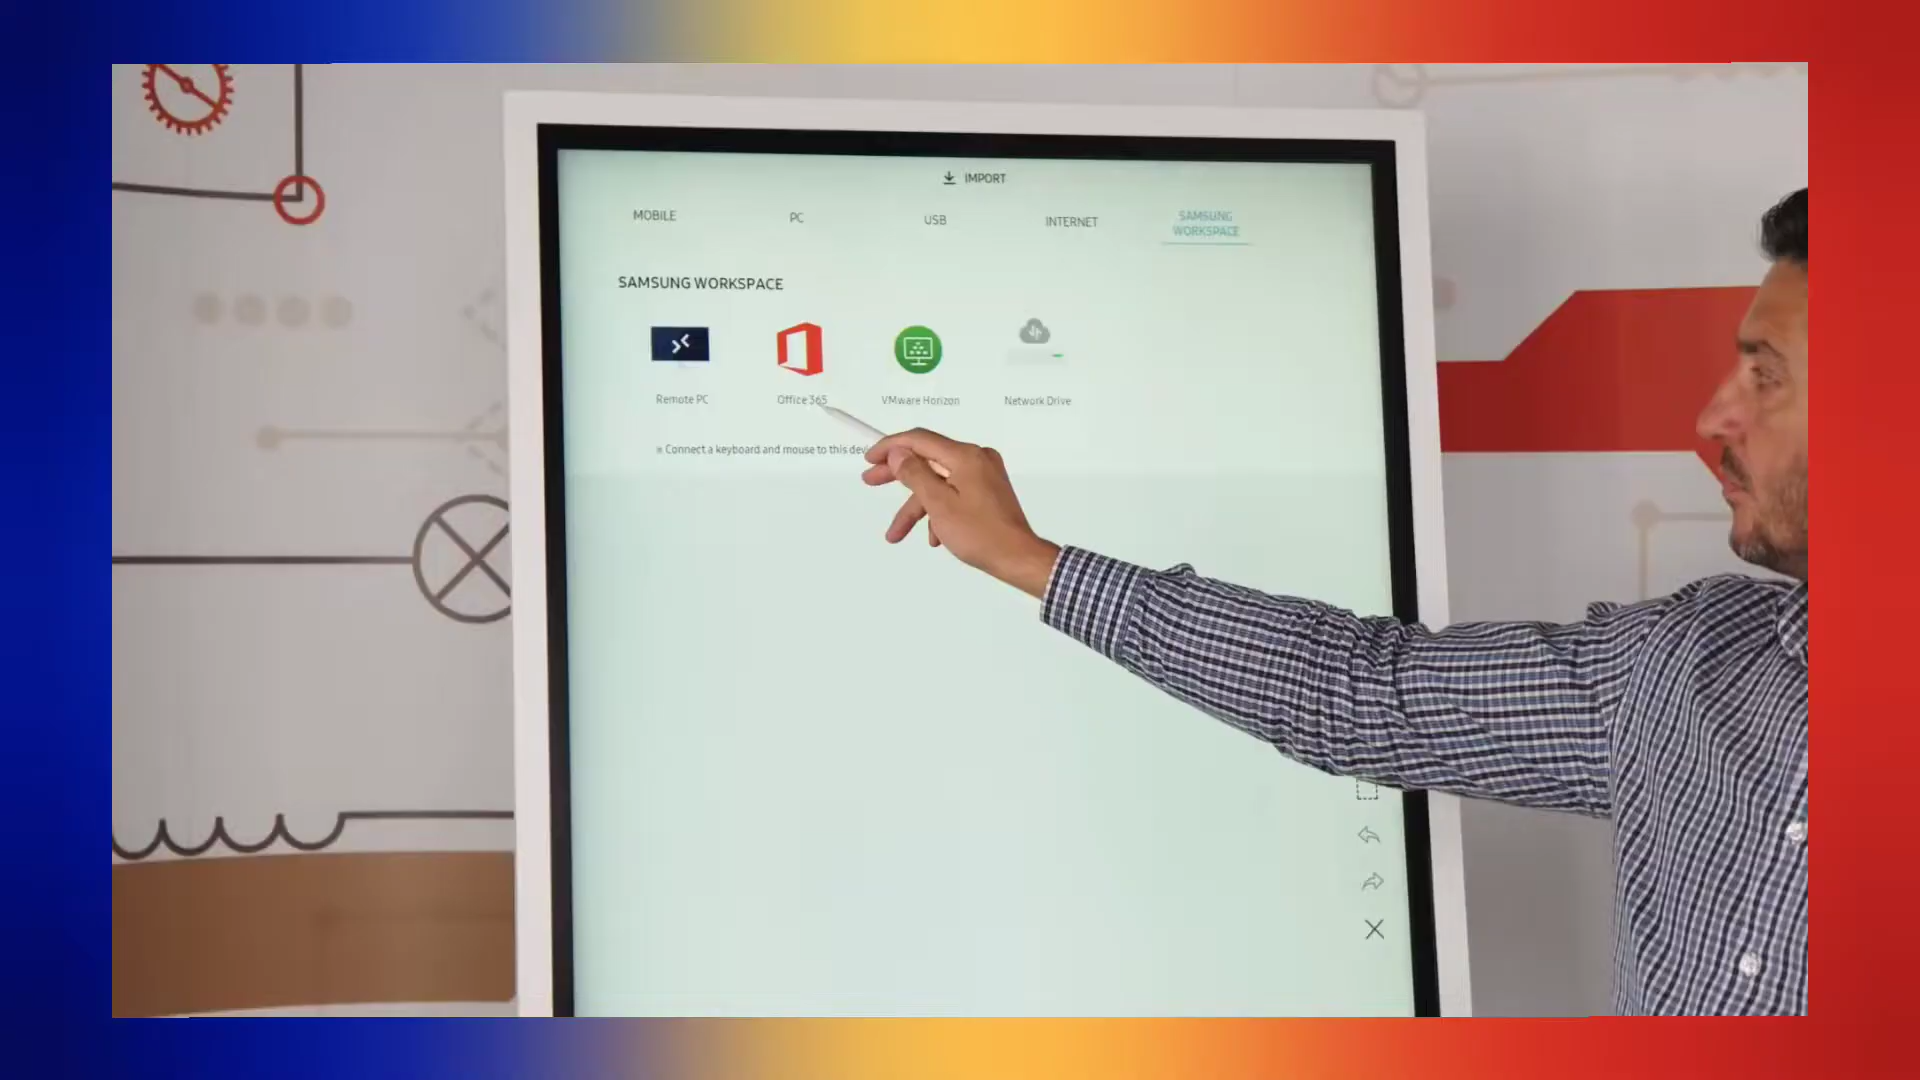 IMPORT
MOBILE
PC
USB
INTERNET
SAMSUNG
WORKSPACE
SAMSUNG WORKSPACE
Remote PC
Office 365
VMware Horizon
Network Drive
※ Connect a keyboard and mouse to this